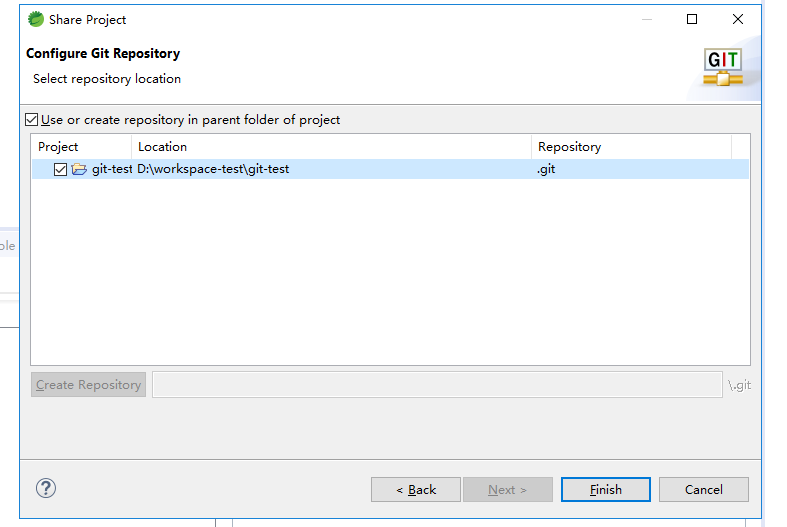 Share Project
Configure Git Repository
Select repository location
GIT
Use or create repository in parent folder of project
Project Location Repository
git-test D:\workspace-test\git-test .git
ole
Create Repository \.git
? < Back Next > Finish Cancel